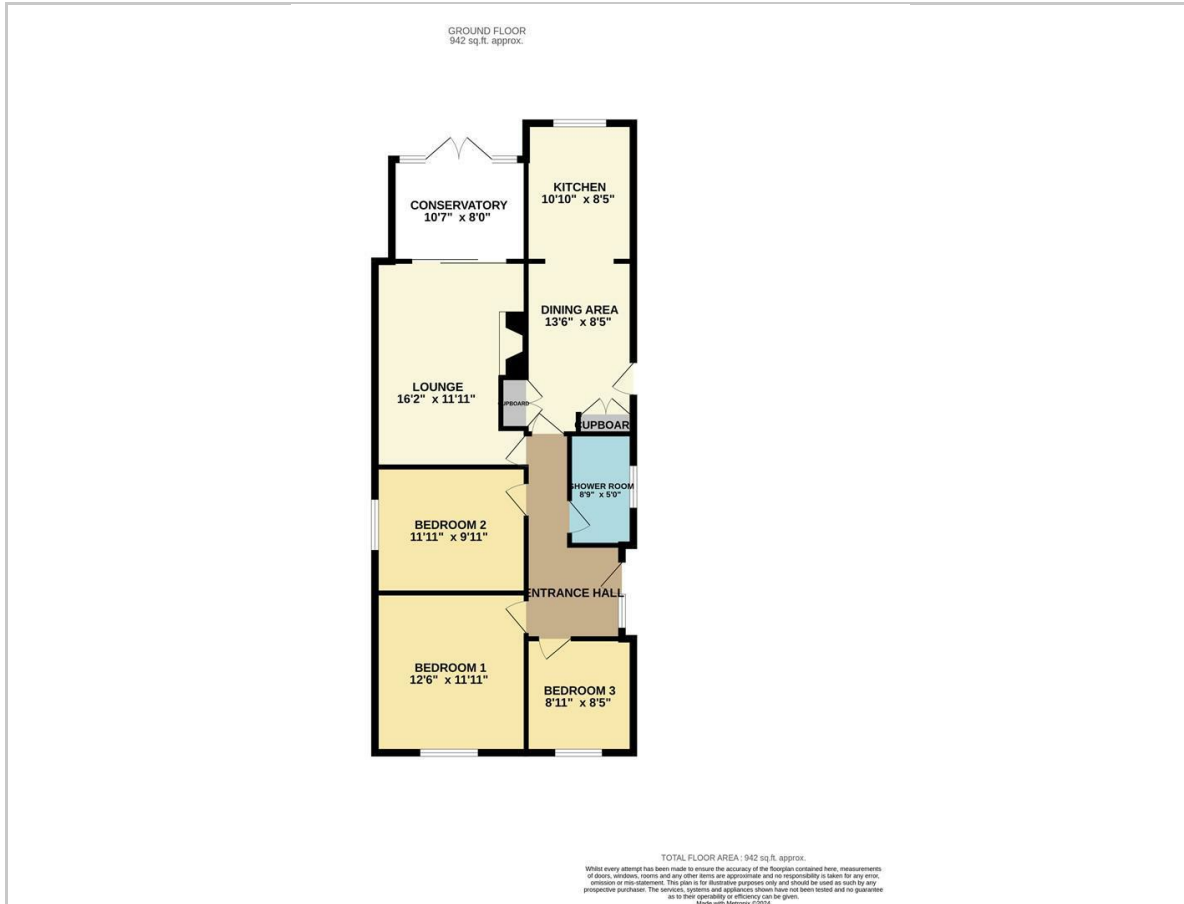 GROUND FLOOR
942 sq.ft. approx.
KITCHEN
10'10" x 8'5"
CONSERVATORY
10'7" x 8'0"
DINING AREA
13'6" x 8'5"
LOUNGE
16'2" x 11'11"
CUPBOARD
CUPBOAR
SHOWER ROOM
8'9" x 5'0"
BEDROOM 2
11'11" x 9'11"
ENTRANCE HALL
BEDROOM 1
12'6" x 11'11"
BEDROOM 3
8'11" x 8'5"
TOTAL FLOOR AREA : 942 sq.ft. approx.
Whilst every attempt has been made to ensure the accuracy of the floorplan contained here, measurements
of doors, windows, rooms and any other items are approximate and no responsibility is taken for any error,
omission or mis-statement. This plan is for illustrative purposes only and should be used as such by any
prospective purchaser. The services, systems and appliances shown have not been tested and no guarantee
as to their operability or efficiency can be given.
Made with Metropix ©2024